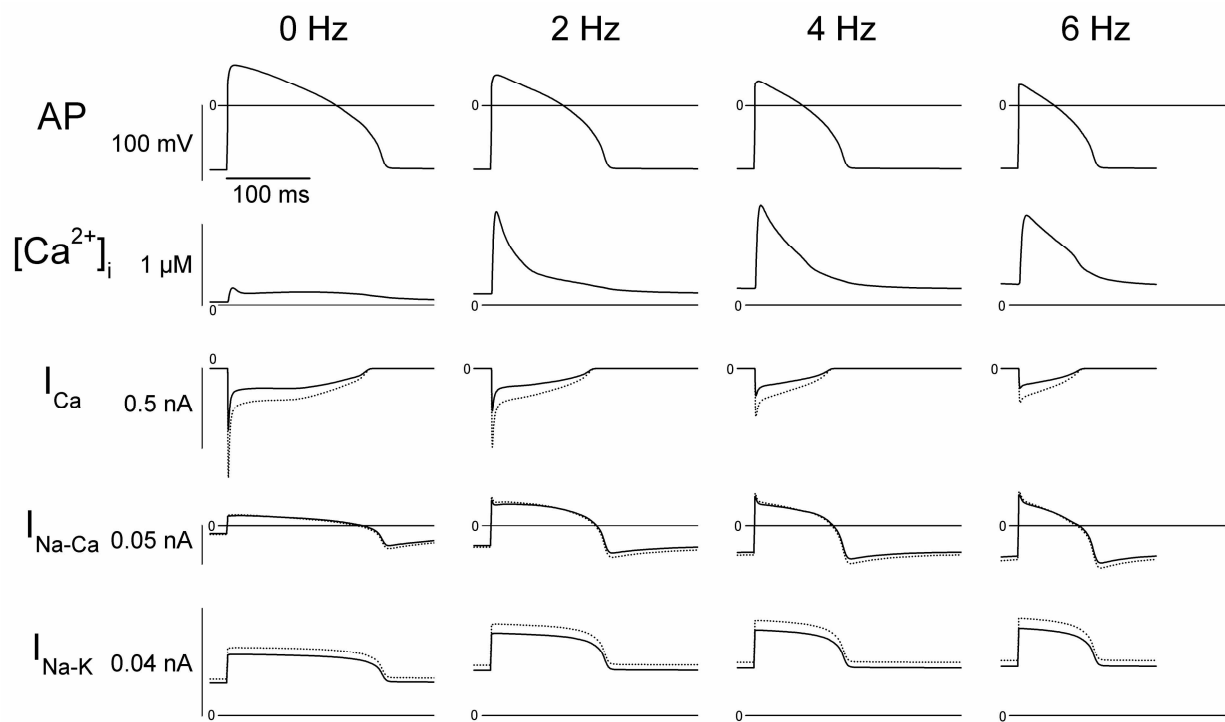 0 Hz 2 Hz 4 Hz 6 Hz
AP 100 mV 0 0 0 0
100 ms
[Ca2+]i 1 µM 0 0 0 0
ICa 0.5 nA 0 0 0 0
INa-Ca 0.05 nA 0 0 0 0
INa-K 0.04 nA 0 0 0 0